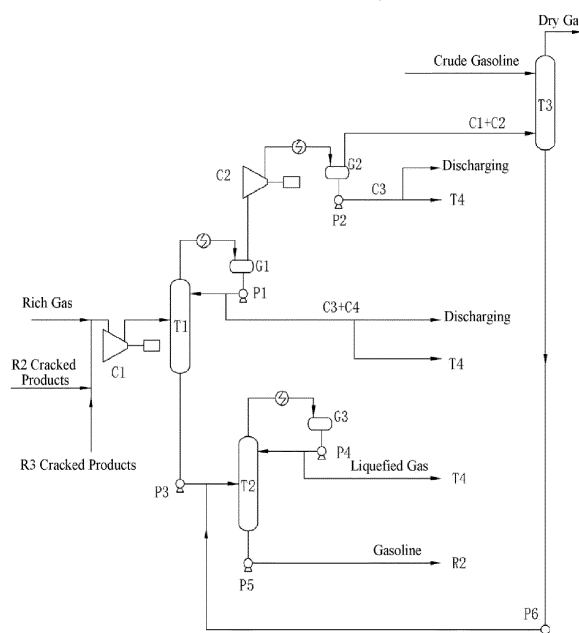 Dry Ga
Crude Gasoline
T3
C1+C2
C2
G2
Discharging
C3
T4
P2
G1
Rich Gas
T1
P1
C3+C4
Discharging
C1
R2 Cracked
Products
T4
G3
R3 Cracked Products
P4
P3
T2
Liquefied Gas
T4
Gasoline
R2
P5
P6